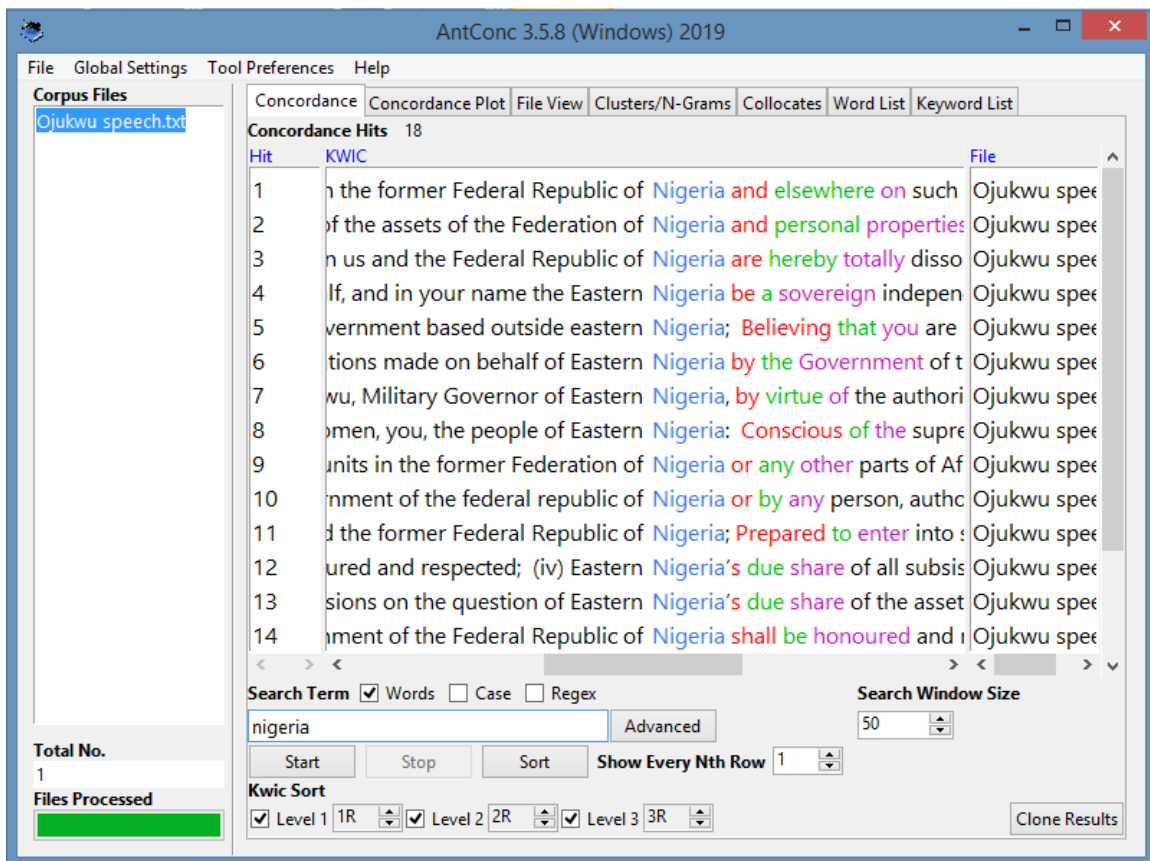 AntConc 3.5.8 (Windows) 2019
File Global Settings Tool Preferences Help
Corpus Files
Ojukwu speech.txt
Concordance Concordance Plot File View Clusters/N-Grams Collocates Word List Keyword List
Concordance Hits 18
Hit KWIC File
1 n the former Federal Republic of Nigeria and elsewhere on such Ojukwu spee
2 of the assets of the Federation of Nigeria and personal properties Ojukwu spee
3 n us and the Federal Republic of Nigeria are hereby totally disso Ojukwu spee
4 lf, and in your name the Eastern Nigeria be a sovereign indepen Ojukwu spee
5 vernment based outside eastern Nigeria; Believing that you are Ojukwu spee
6 tions made on behalf of Eastern Nigeria by the Government of t Ojukwu spee
7 wu, Military Governor of Eastern Nigeria, by virtue of the authori Ojukwu spee
8 omen, you, the people of Eastern Nigeria: Conscious of the supre Ojukwu spee
9 units in the former Federation of Nigeria or any other parts of Af Ojukwu spee
10 rnment of the federal republic of Nigeria or by any person, autho Ojukwu spee
11 d the former Federal Republic of Nigeria; Prepared to enter into s Ojukwu spee
12 ured and respected; (iv) Eastern Nigeria's due share of all subsis Ojukwu spee
13 sions on the question of Eastern Nigeria's due share of the asset Ojukwu spee
14 nment of the Federal Republic of Nigeria shall be honoured and r Ojukwu spee
Search Term Words Case Regex Search Window Size
nigeria Advanced 50
Total No.
1
Start Stop Sort Show Every Nth Row 1
Files Processed
Kwic Sort
Level 1 1R Level 2 2R Level 3 3R Clone Results